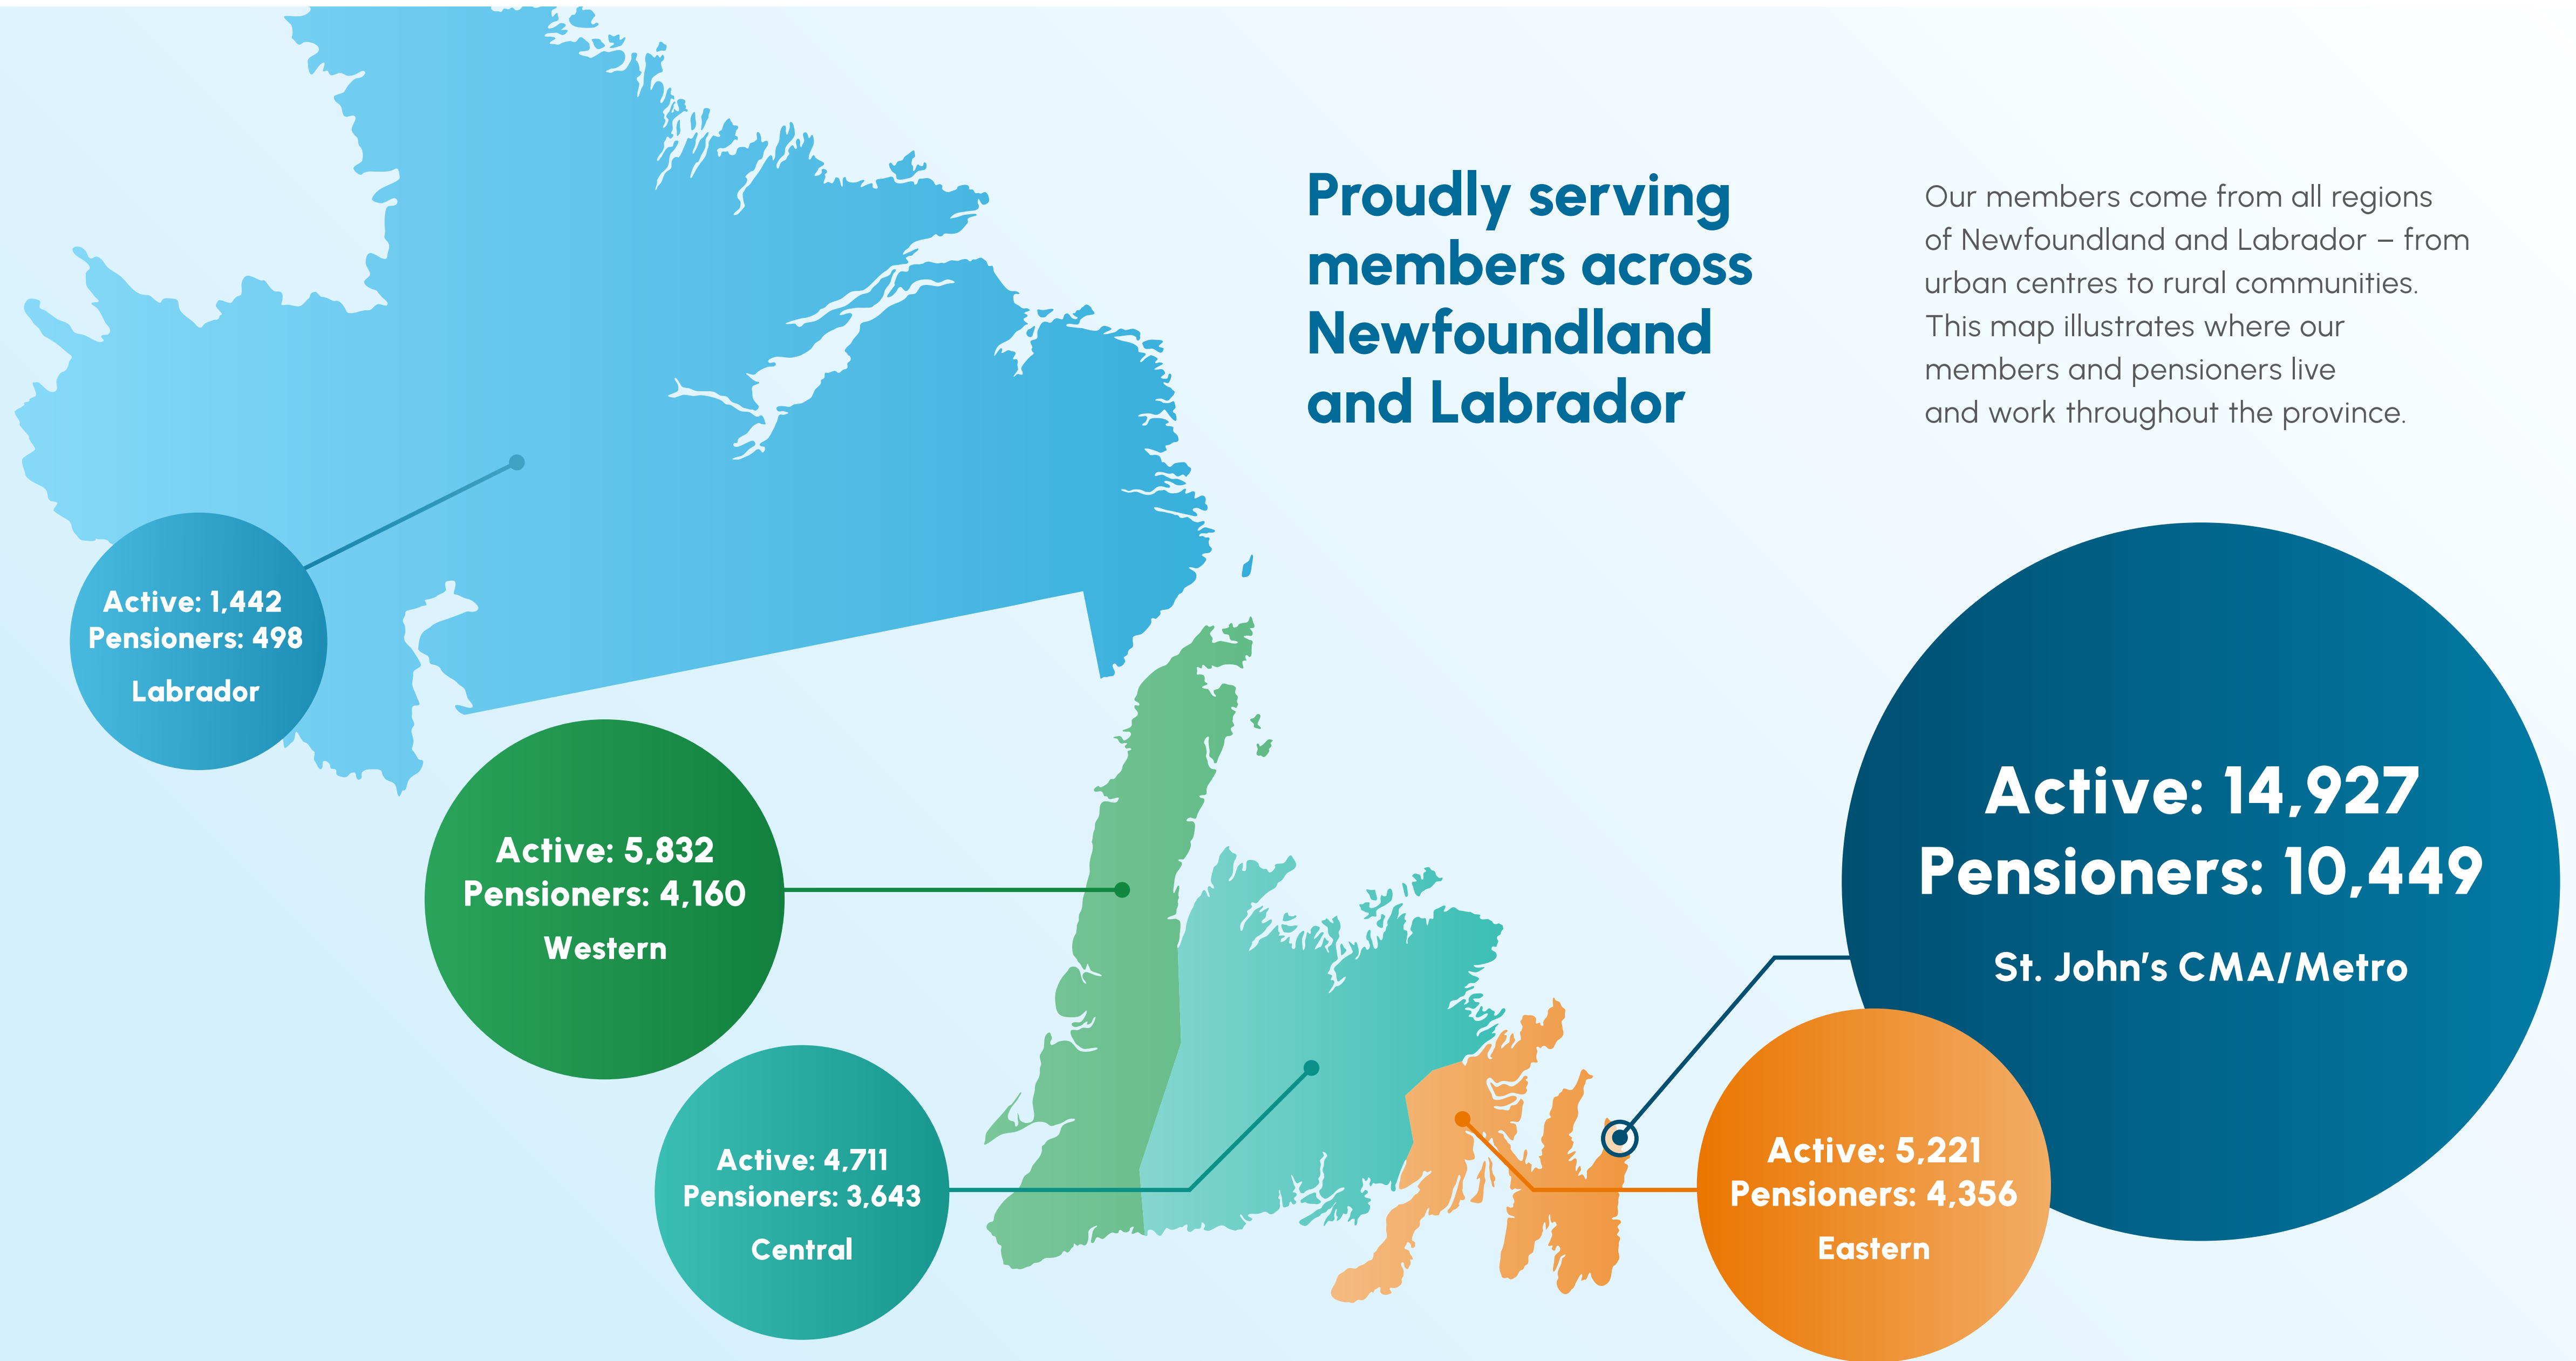 Proudly serving
members across
Newfoundland
and Labrador
Our members come from all regions
of Newfoundland and Labrador – from
urban centres to rural communities.
This map illustrates where our
members and pensioners live
and work throughout the province.
Active: 1,442
Pensioners: 498
Labrador
Active: 5,832
Pensioners: 4,160
Western
Active: 4,711
Pensioners: 3,643
Central
Active: 14,927
Pensioners: 10,449
St. John’s CMA/Metro
Active: 5,221
Pensioners: 4,356
Eastern